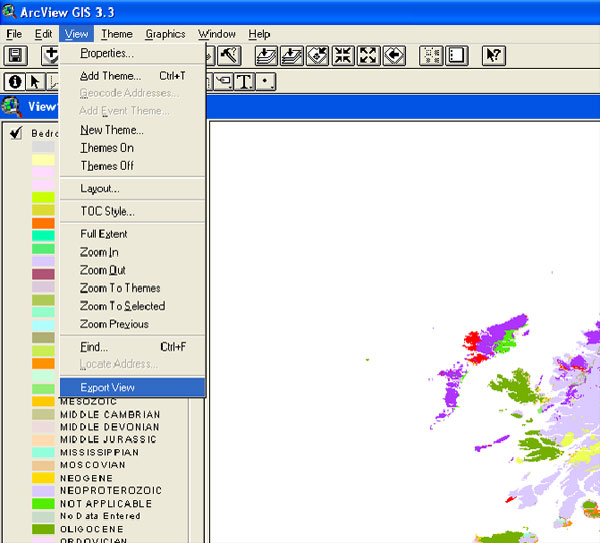 ArcView GIS 3.3
File Edit View Theme Graphics Window Help
Properties...
Add Theme... Ctrl+T
Geocode Addresses...
Add Event Theme...
New Theme...
Themes On
Themes Off
Layout...
TOC Style...
Full Extent
Zoom In
Zoom Out
Zoom To Themes
Zoom To Selected
Zoom Previous
Find... Ctrl+F
Locate Address...
Export View
View1
Bedro
MESOZOIC
MIDDLE CAMBRIAN
MIDDLE DEVONIAN
MIDDLE JURASSIC
MISSISSIPPIAN
MOSCOVIAN
NEOGENE
NEOPROTEROZOIC
NOT APPLICABLE
No Data Entered
OLIGOCENE
ORDOVICIAN